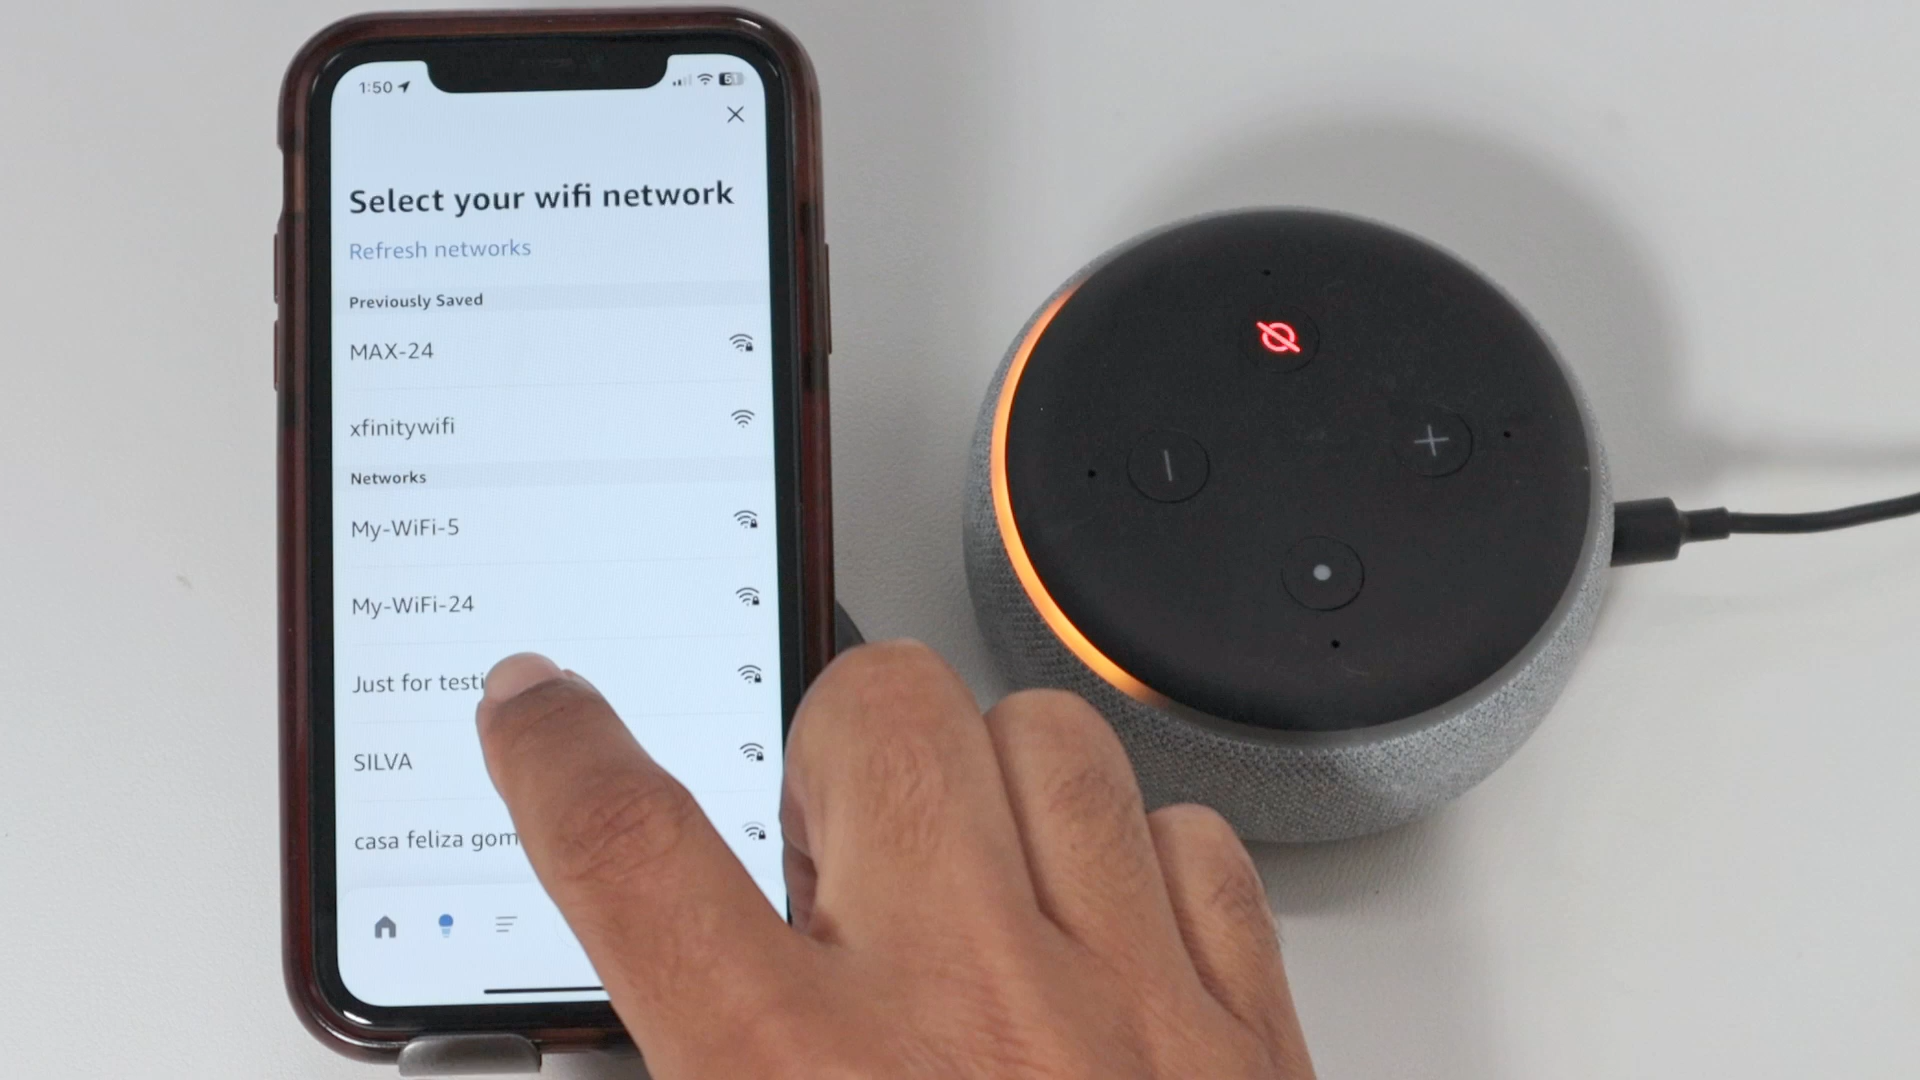 1:50
51
Select your wifi network
Refresh networks
Previously Saved
MAX-24
xfinitywifi
Networks
My-WiFi-5
My-WiFi-24
Just for testi
SILVA
casa feliza gom